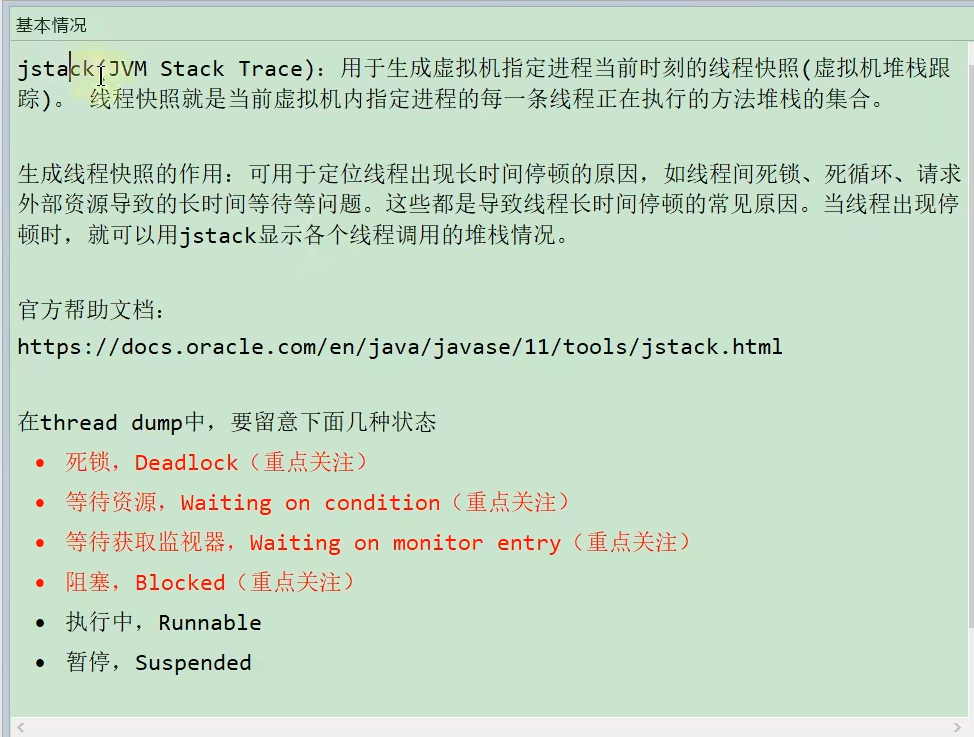 基本情况
jstack(JVM Stack Trace)：用于生成虚拟机指定进程当前时刻的线程快照(虚拟机堆栈跟
踪)。 线程快照就是当前虚拟机内指定进程的每一条线程正在执行的方法堆栈的集合。
生成线程快照的作用：可用于定位线程出现长时间停顿的原因，如线程间死锁、死循环、请求
外部资源导致的长时间等待等问题。这些都是导致线程长时间停顿的常见原因。当线程出现停
顿时，就可以用jstack显示各个线程调用的堆栈情况。
官方帮助文档：
https://docs.oracle.com/en/java/javase/11/tools/jstack.html
在thread dump中，要留意下面几种状态
• 死锁，Deadlock（重点关注）
• 等待资源，Waiting on condition（重点关注）
• 等待获取监视器，Waiting on monitor entry（重点关注）
• 阻塞，Blocked（重点关注）
• 执行中，Runnable
• 暂停，Suspended